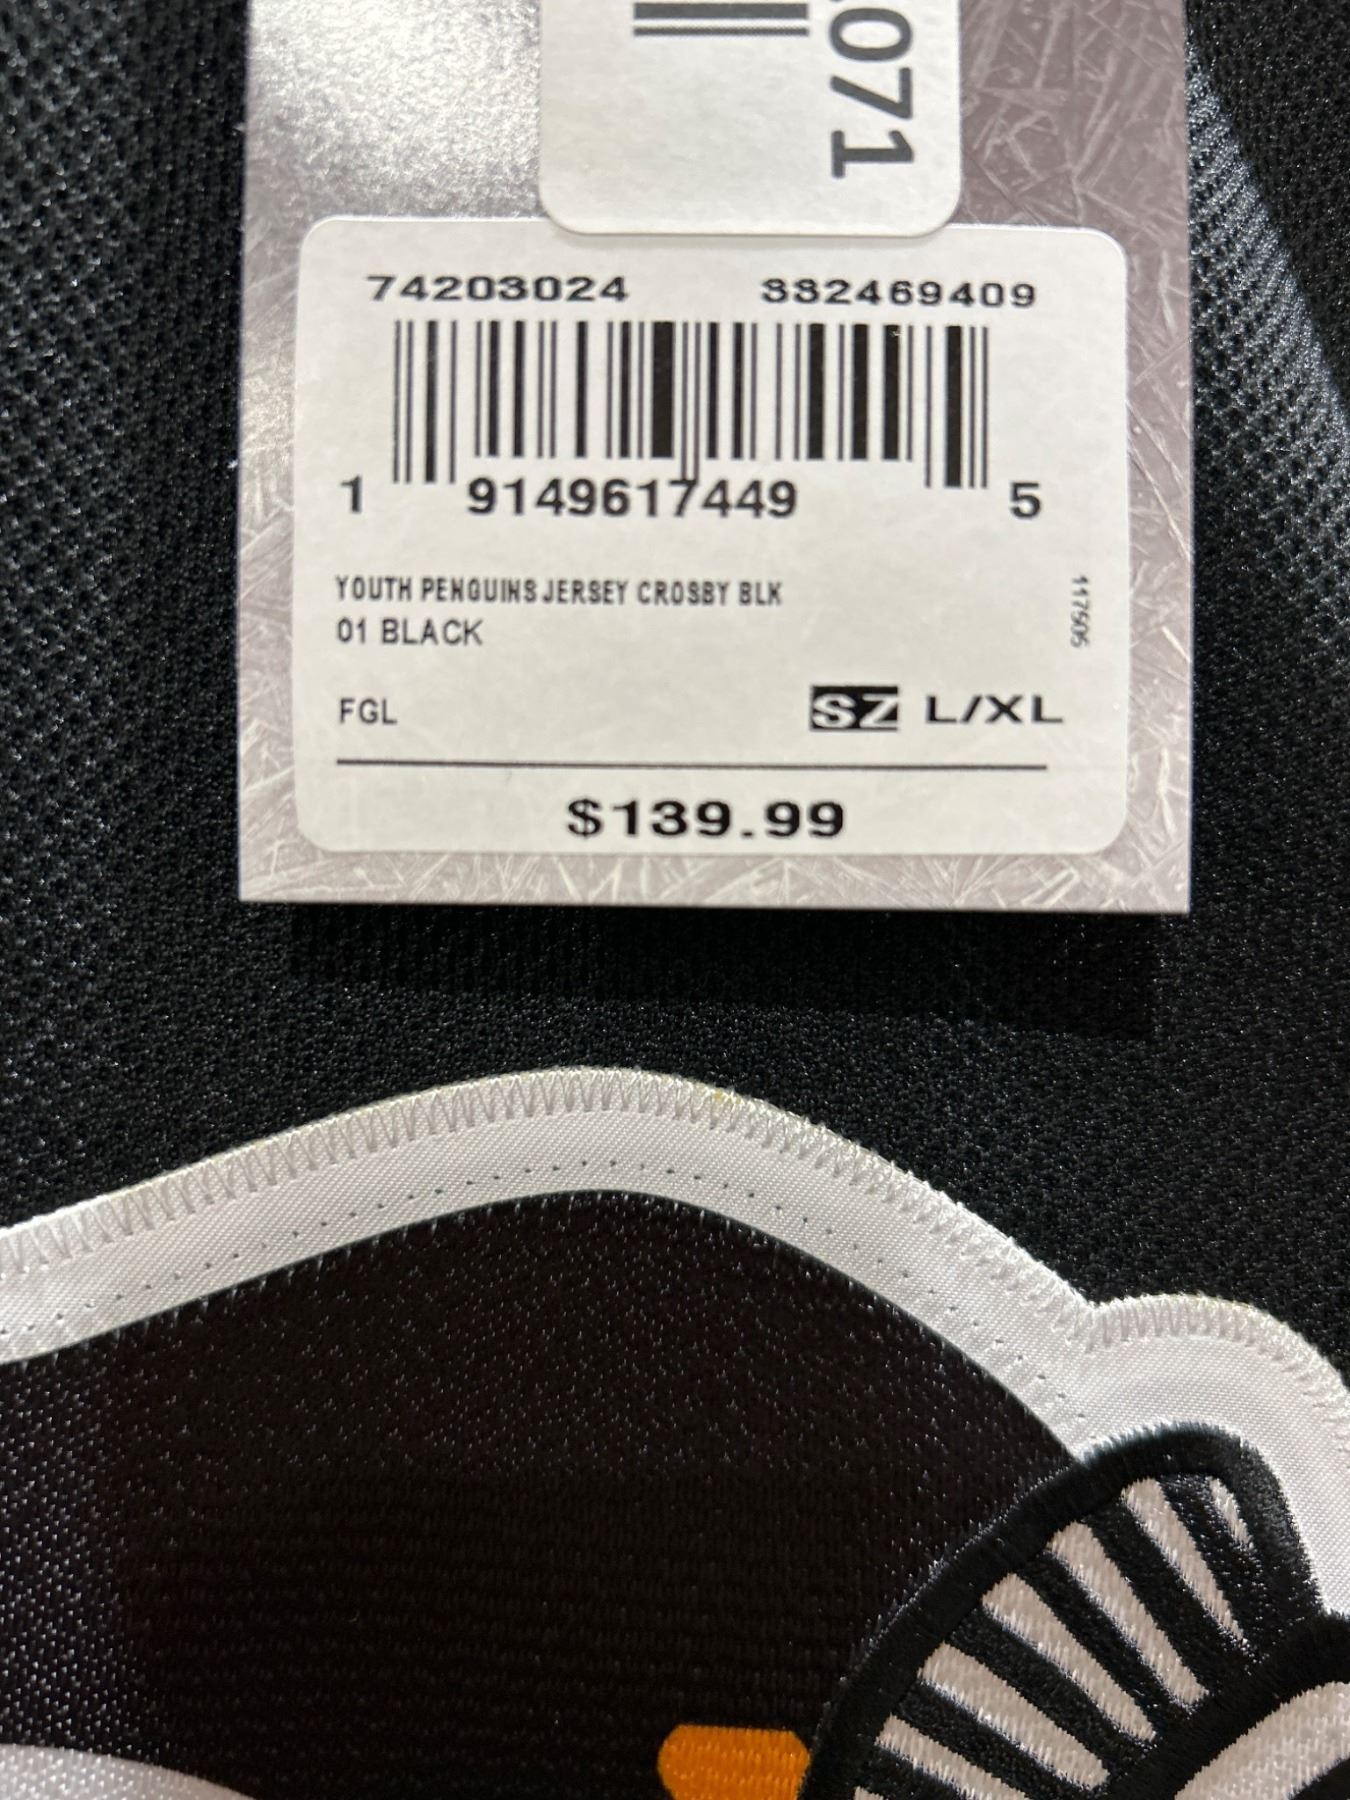 071
74203024 332469409
1 9149617449 5
YOUTH PENGUINS JERSEY CROSBY BLK
01 BLACK
117505
FGL SZ L/XL
$139.99